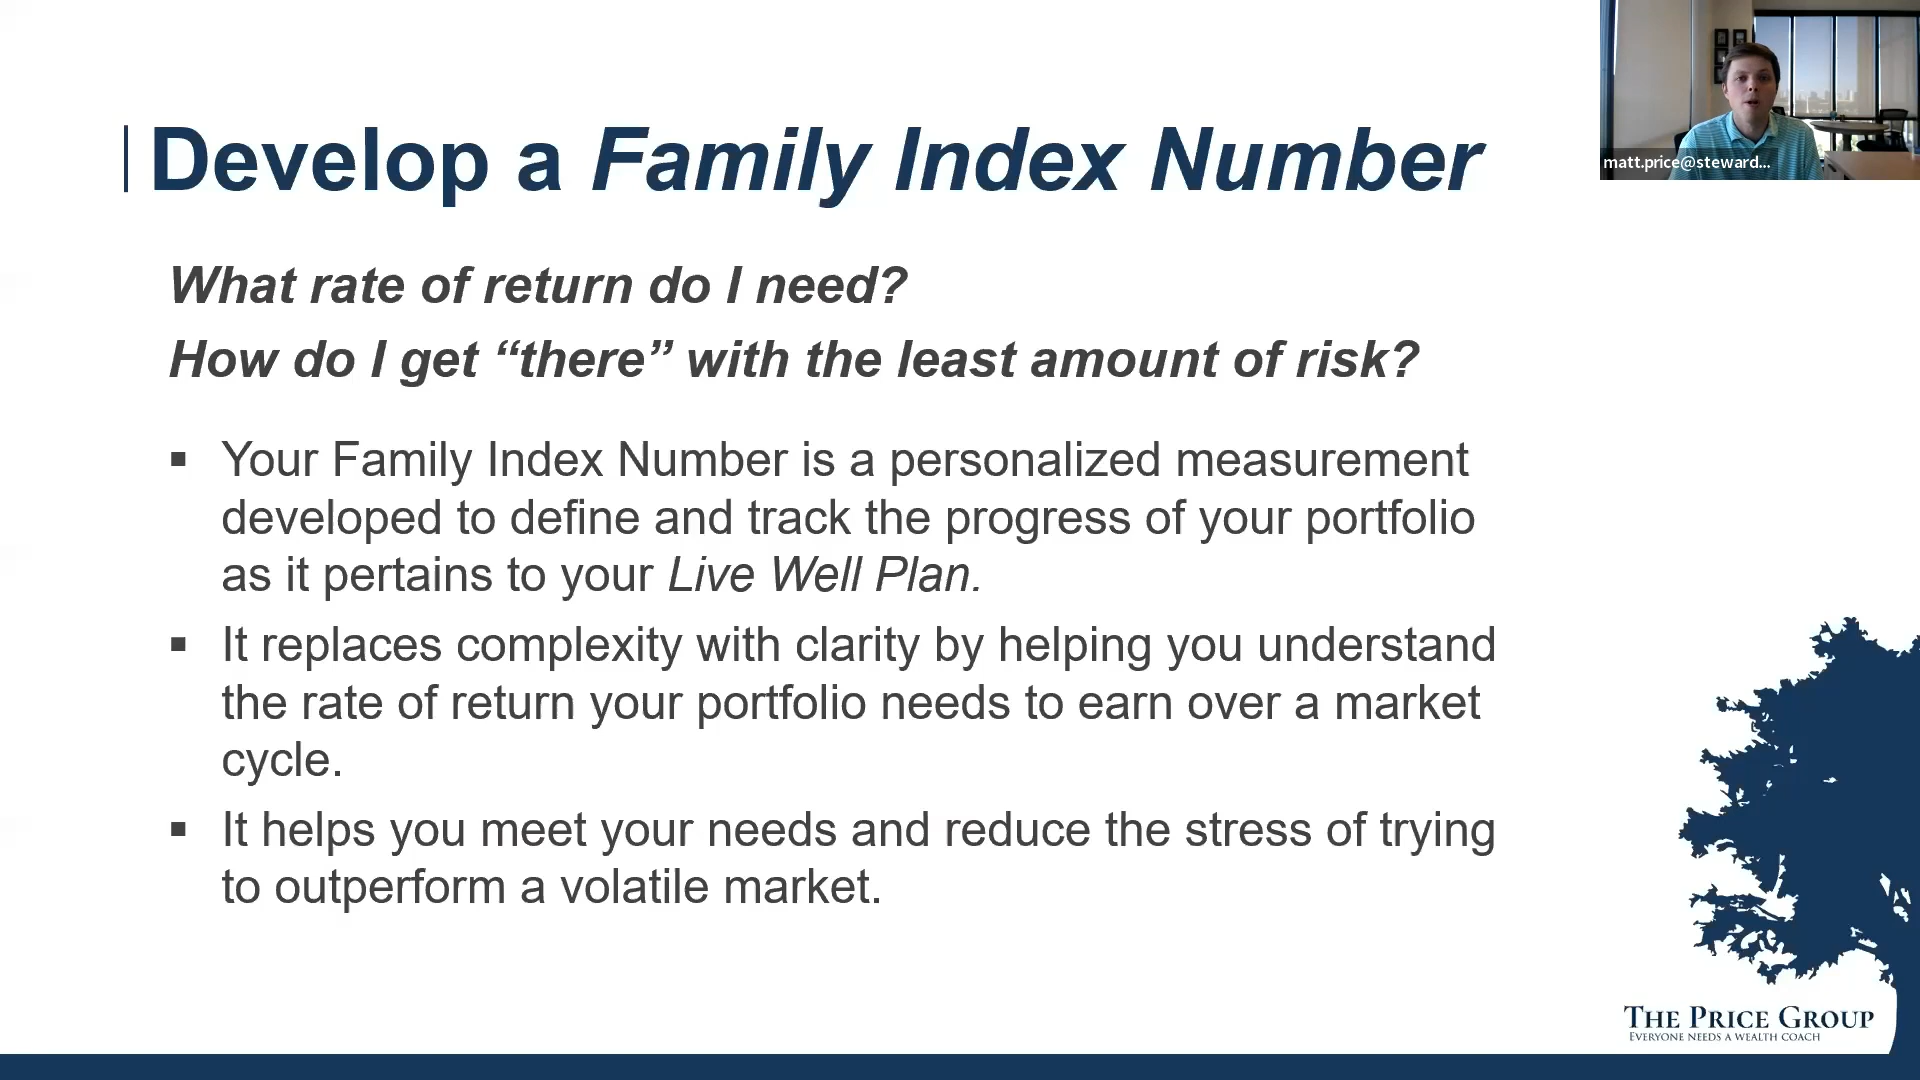 Develop a Family Index Number
matt.price@steward...
What rate of return do I need?
How do I get “there” with the least amount of risk?
▪ Your Family Index Number is a personalized measurement
developed to define and track the progress of your portfolio
as it pertains to your Live Well Plan.
▪ It replaces complexity with clarity by helping you understand
the rate of return your portfolio needs to earn over a market
cycle.
▪ It helps you meet your needs and reduce the stress of trying
to outperform a volatile market.
THE PRICE GROUP
EVERYONE NEEDS A WEALTH COACH